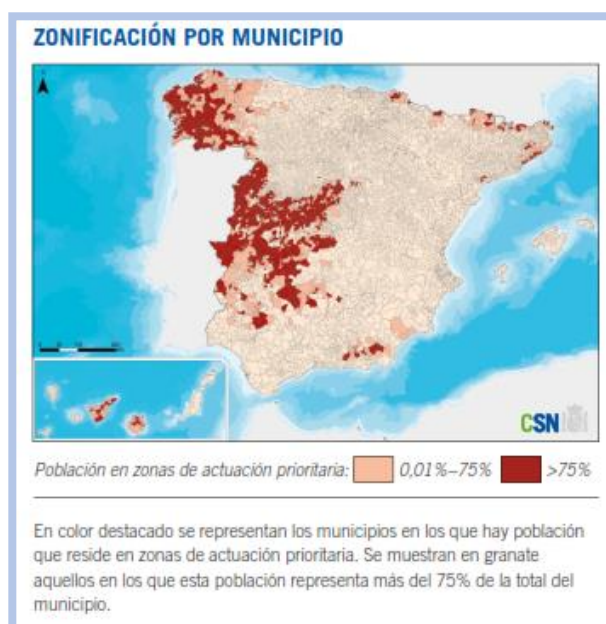 ZONIFICACIÓN POR MUNICIPIO
CSN
Población en zonas de actuación prioritaria: 0,01%–75% >75%
En color destacado se representan los municipios en los que hay población
que reside en zonas de actuación prioritaria. Se muestran en granate
aquellos en los que esta población representa más del 75% de la total del
municipio.